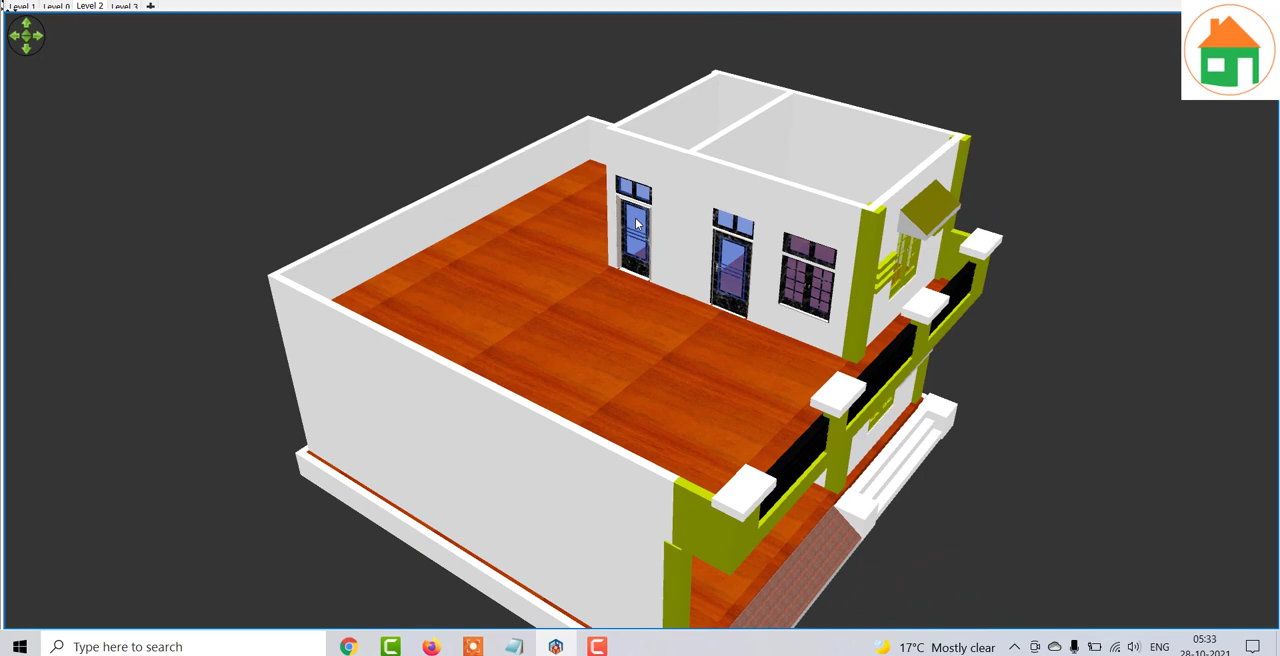 Level 1 Level 0 Level 2 Level 3
Type here to search
17°C Mostly clear
ENG
05:33
28-10-2021